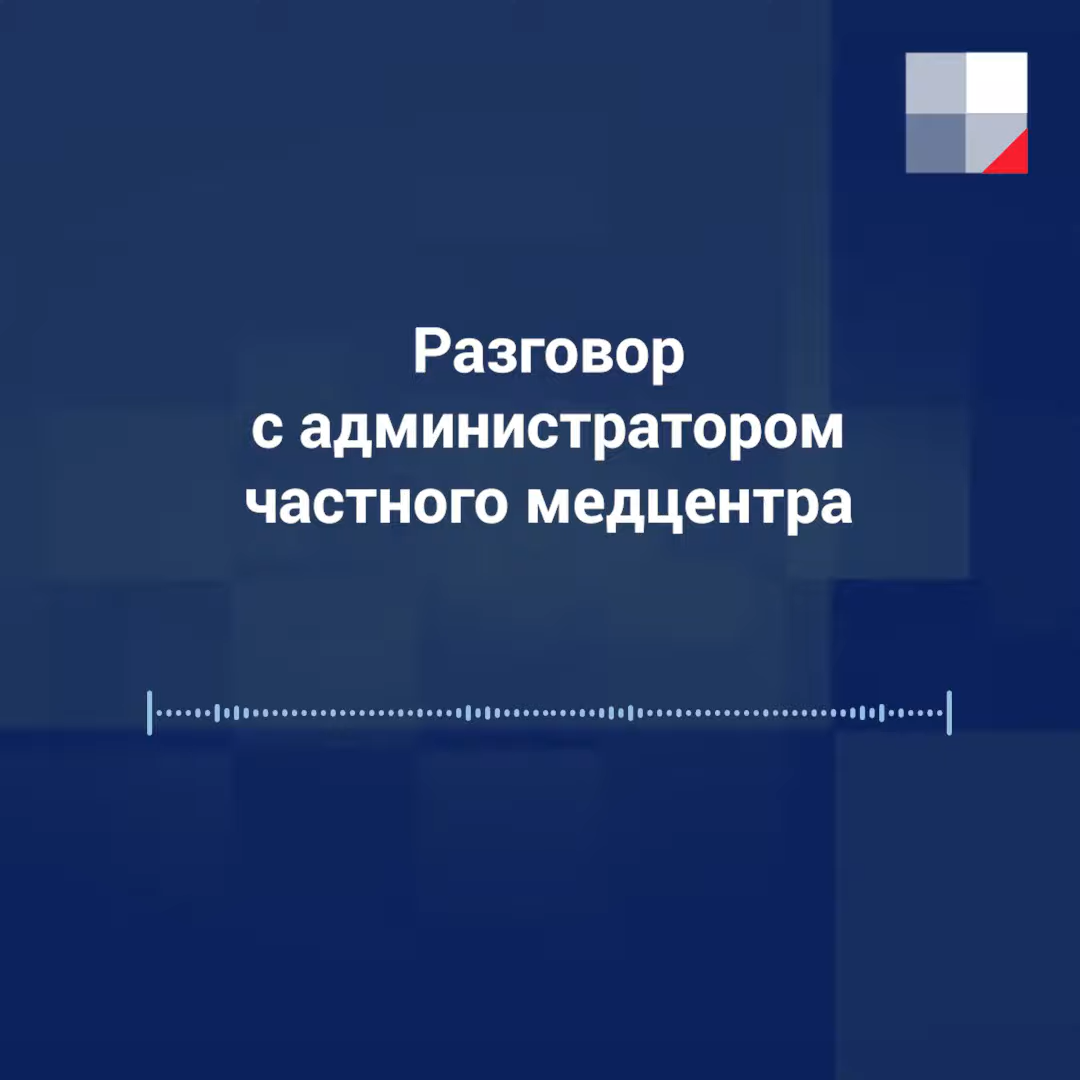 Разговор
с администратором
частного медцентра